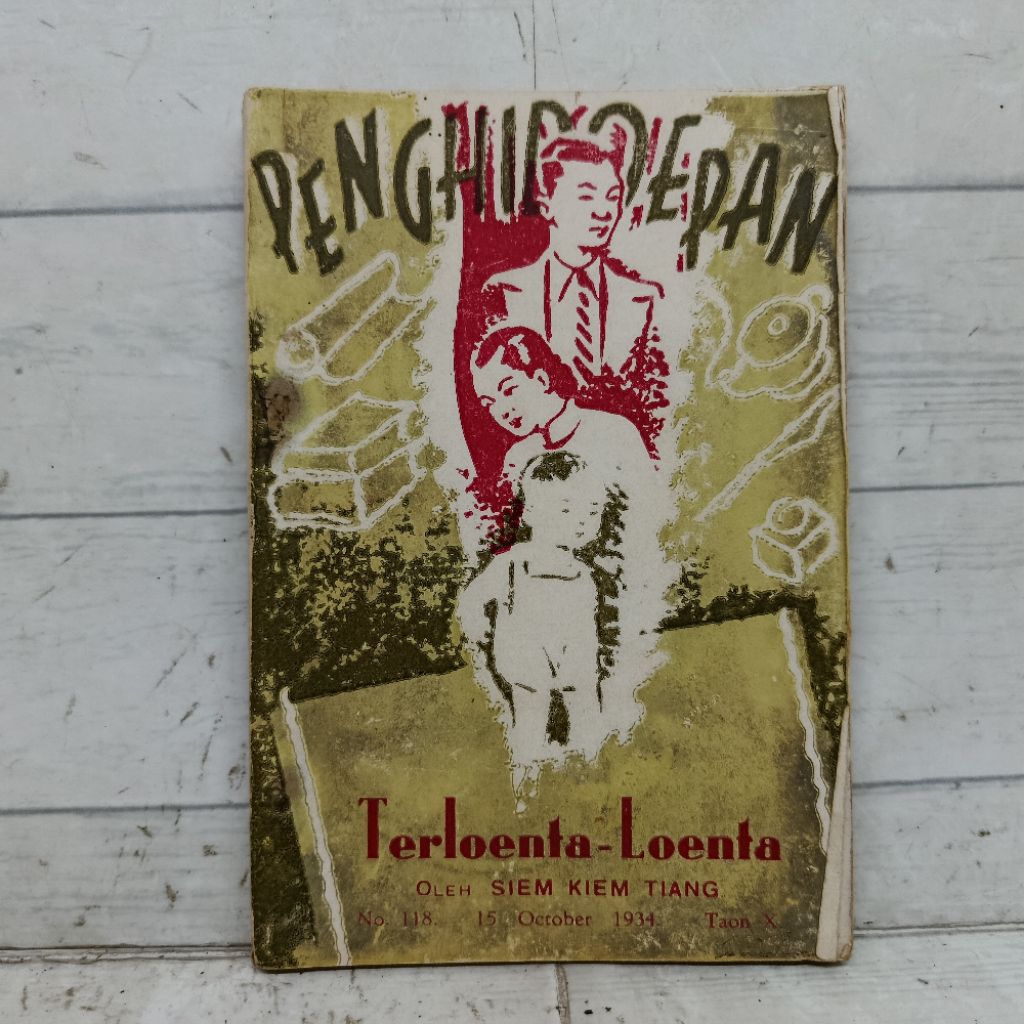 PENGHIDOEPAN
Terloenta-Loenta
OLEH SIEM KIEM TIANG
No. 118. 15 October 1934. Taon X